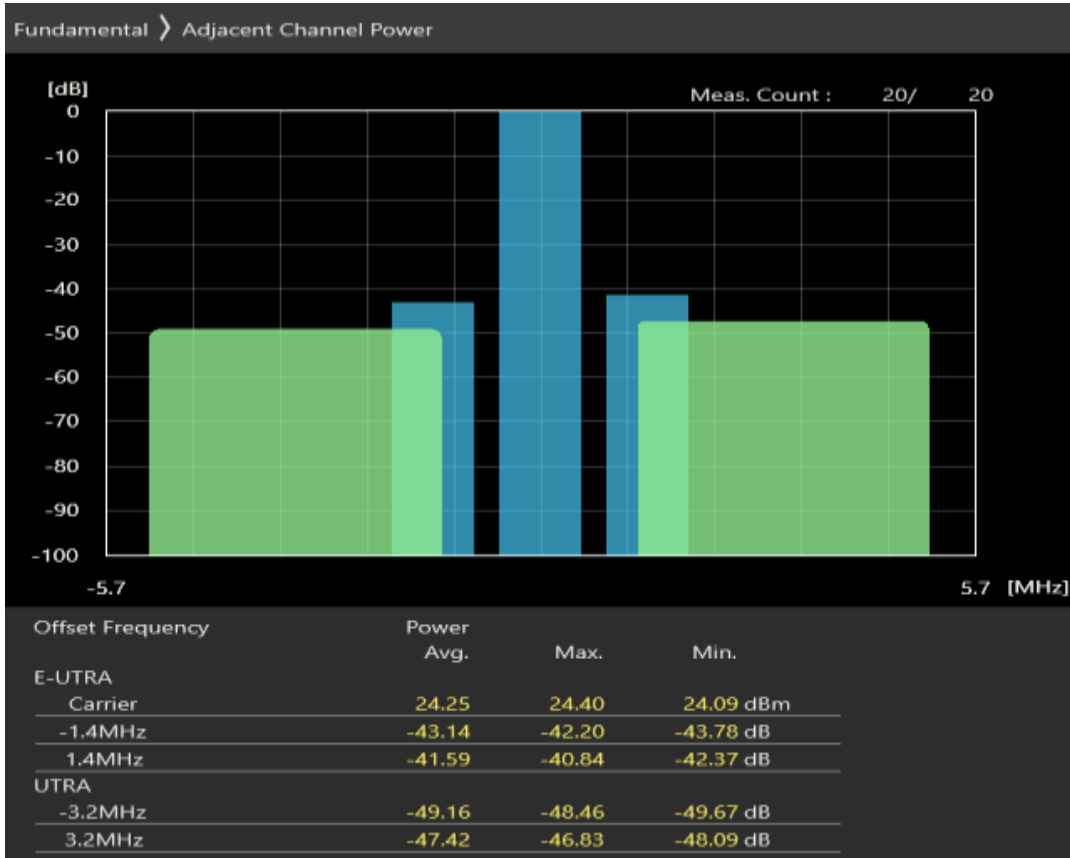 Fundamental 〉 Adjacent Channel Power
[dB]
Meas. Count : 20/ 20
0
-10
-20
-30
-40
-50
-60
-70
-80
-90
-100
-5.7 5.7 [MHz]
Offset Frequency Power
Avg. Max. Min.
E-UTRA
Carrier 24.25 24.40 24.09 dBm
-1.4MHz -43.14 -42.20 -43.78 dB
1.4MHz -41.59 -40.84 -42.37 dB
UTRA
-3.2MHz -49.16 -48.46 -49.67 dB
3.2MHz -47.42 -46.83 -48.09 dB